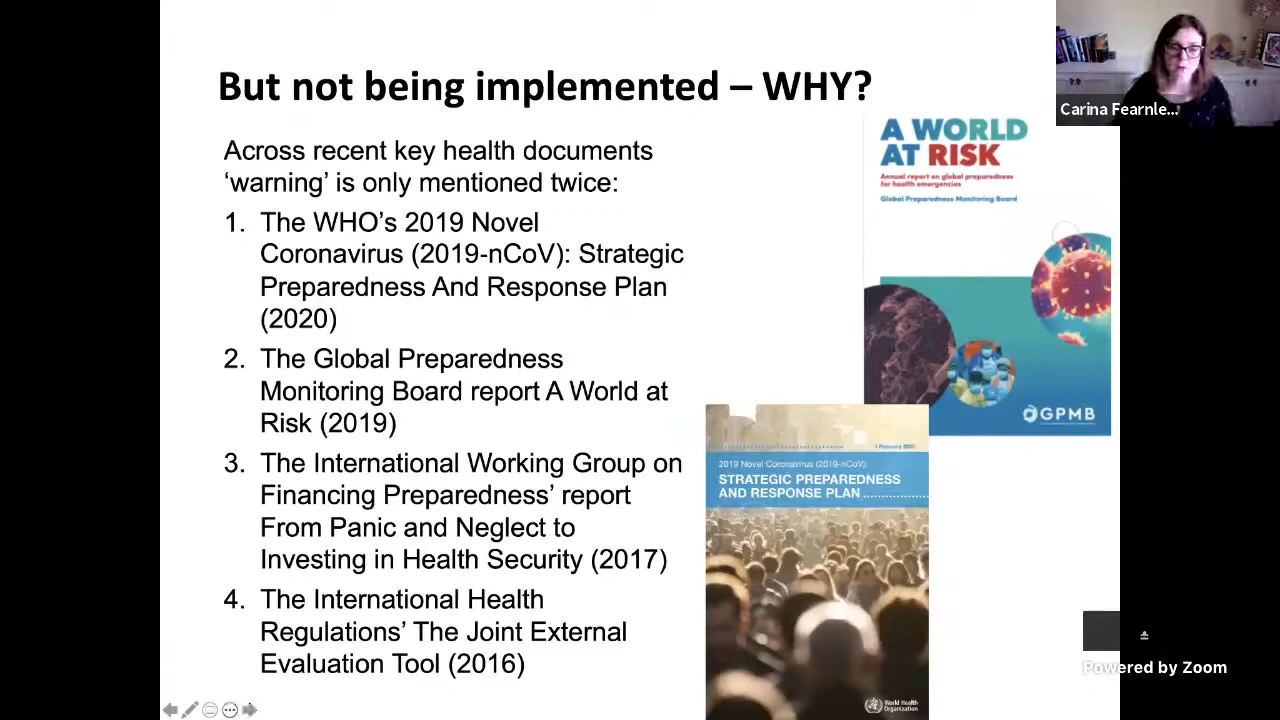 But not being implemented – WHY?
Across recent key health documents
‘warning’ is only mentioned twice:
1. The WHO’s 2019 Novel
Coronavirus (2019-nCoV): Strategic
Preparedness And Response Plan
(2020)
2. The Global Preparedness
Monitoring Board report A World at
Risk (2019)
3. The International Working Group on
Financing Preparedness’ report
From Panic and Neglect to
Investing in Health Security (2017)
4. The International Health
Regulations’ The Joint External
Evaluation Tool (2016)
A WORLD
AT RISK
Annual report on global preparedness
for health emergencies
Global Preparedness Monitoring Board
GPMB
February 2020
2019 Novel Coronavirus (2019-nCoV):
STRATEGIC PREPAREDNESS
AND RESPONSE PLAN
World Health
Organization
Carina Fearnle...
Powered by Zoom